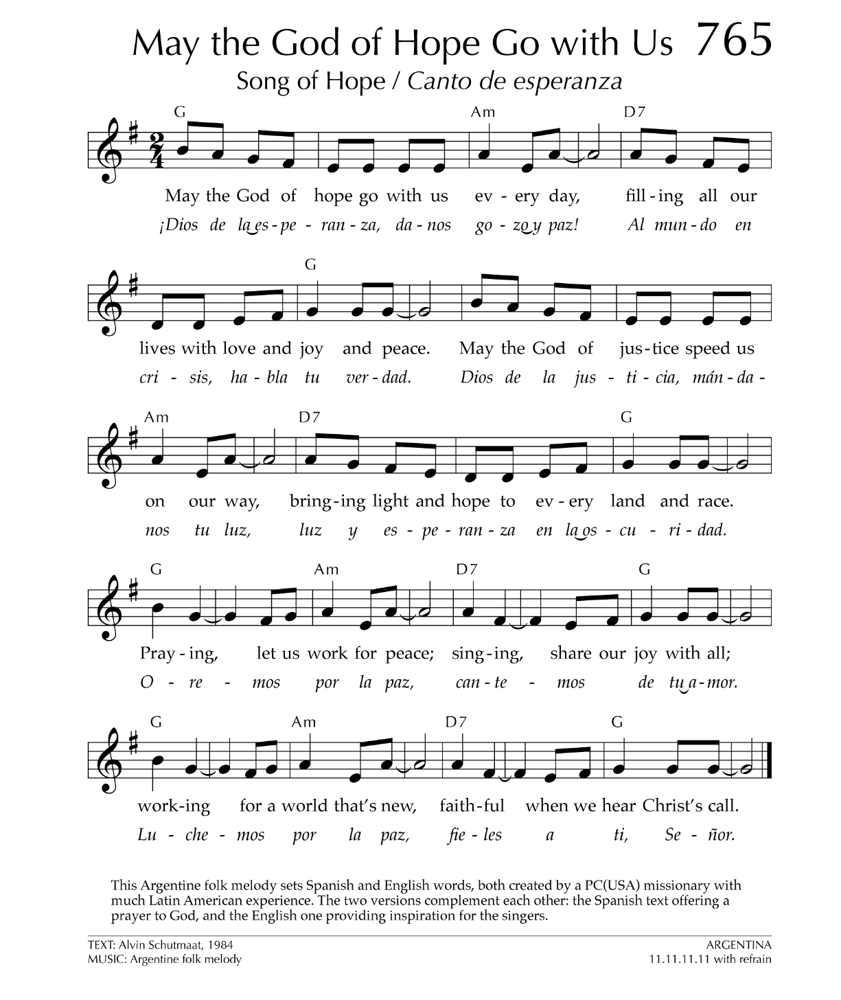 May the God of Hope Go with Us 765
Song of Hope / Canto de esperanza
G Am D7
2
4
May the God of hope go with us ev - ery day, fill - ing all our
¡Dios de la es - pe - ran - za, da - nos go - zo y paz! Al mun - do en
G
lives with love and joy and peace. May the God of jus - tice speed us
cri - sis, ha - bla tu ver - dad. Dios de la jus - ti - cia, mán - da -
Am D7 G
on our way, bring - ing light and hope to ev - ery land and race.
nos tu luz, luz y es - pe - ran - za en la os - cu - ri - dad.
G Am D7 G
Pray - ing, let us work for peace; sing - ing, share our joy with all;
O - re - mos por la paz, can - te - mos de tu a - mor.
G Am D7 G
work - ing for a world that's new, faith - ful when we hear Christ's call.
Lu - che - mos por la paz, fie - les a ti, Se - ñor.
This Argentine folk melody sets Spanish and English words, both created by a PC(USA) missionary with
much Latin American experience. The two versions complement each other: the Spanish text offering a
prayer to God, and the English one providing inspiration for the singers.
TEXT: Alvin Schutmaat, 1984 ARGENTINA
MUSIC: Argentine folk melody 11.11.11.11 with refrain